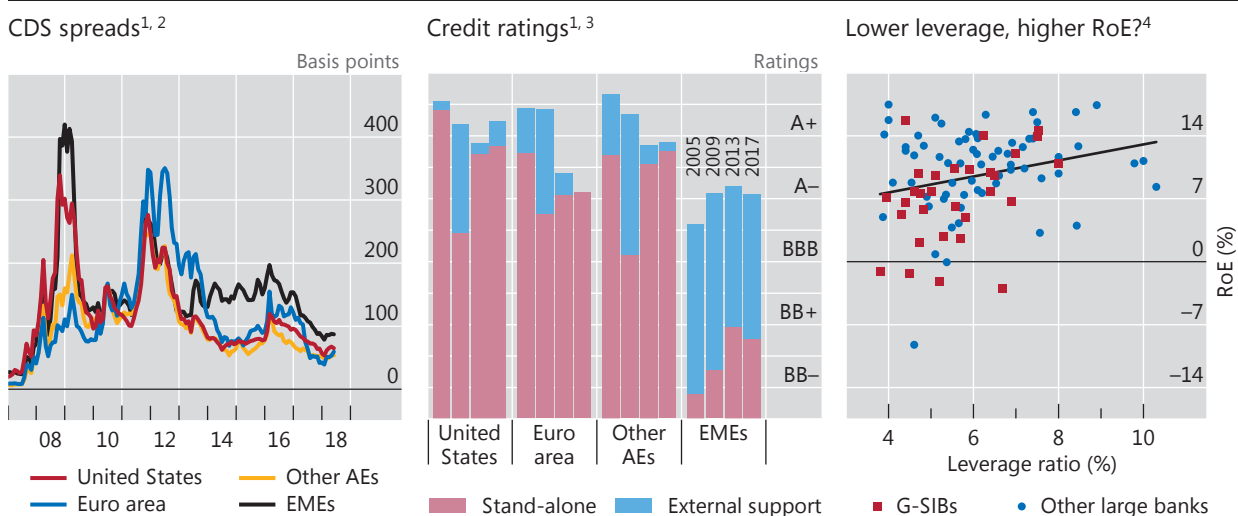 CDS spreads1, 2
Basis points
400
300
200
100
0
08 10 12 14 16 18
United States
Other AEs
Euro area
EMEs
Credit ratings1, 3
Ratings
A+
A–
BBB
BB+
BB–
2005
2009
2013
2017
United
States
Euro
area
Other
AEs
EMEs
Stand-alone
External support
Lower leverage, higher RoE?4
14
7
0
–7
–14
RoE (%)
4 6 8 10
Leverage ratio (%)
G-SIBs
Other large banks